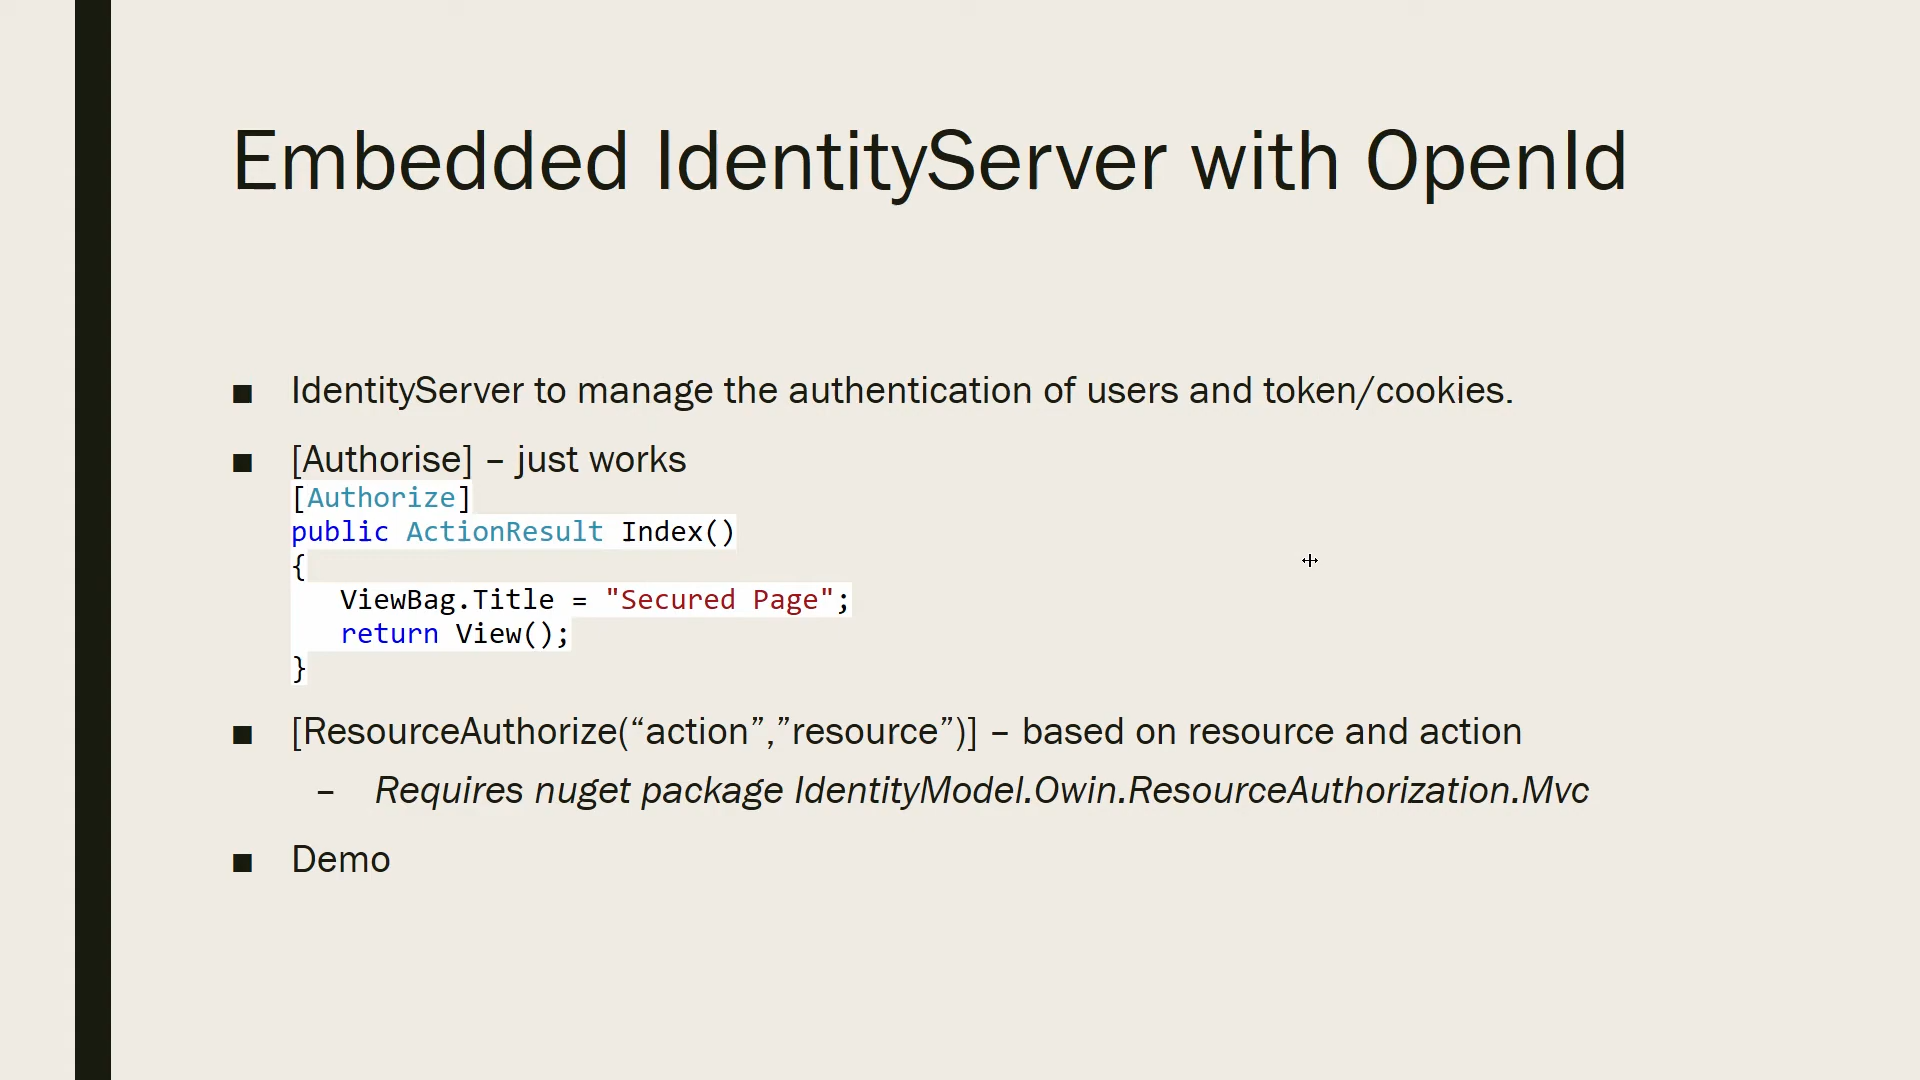 Embedded IdentityServer with OpenId
■ IdentityServer to manage the authentication of users and token/cookies.
■ [Authorise] – just works
[Authorize]
public ActionResult Index()
{
   ViewBag.Title = "Secured Page";
   return View();
}
■ [ResourceAuthorize(“action”,”resource”)] – based on resource and action
– Requires nuget package IdentityModel.Owin.ResourceAuthorization.Mvc
■ Demo